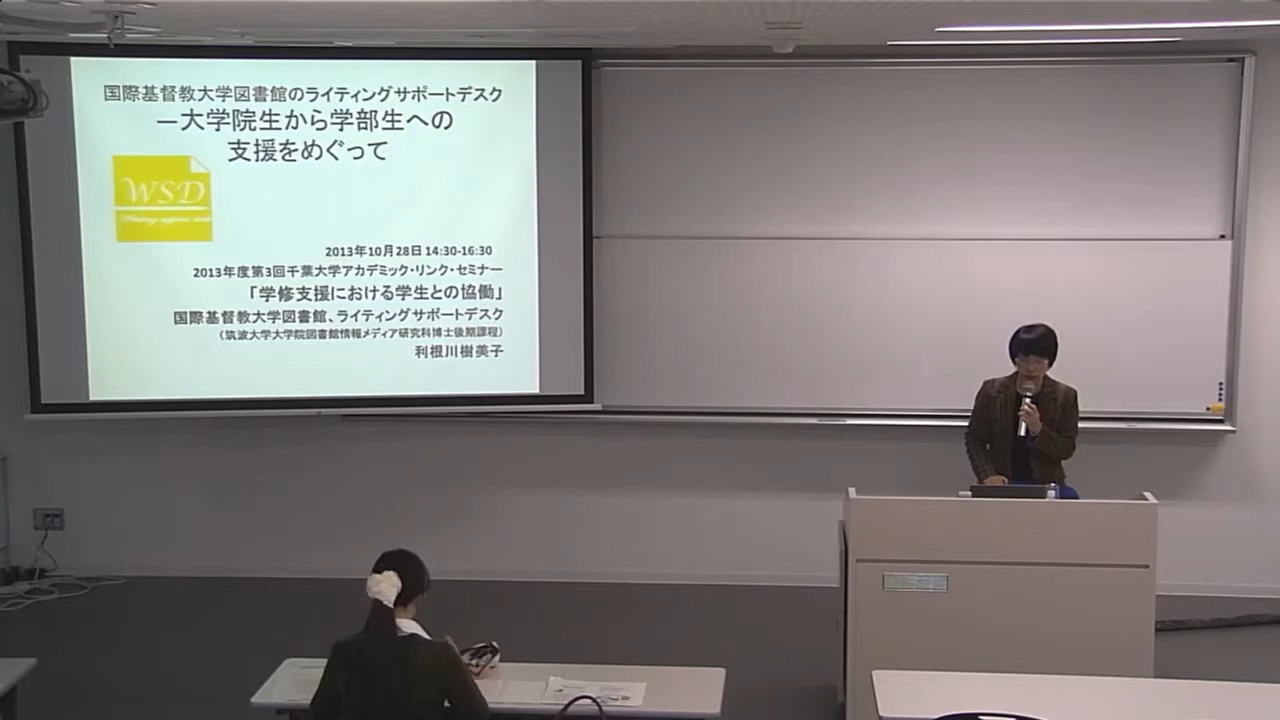 国際基督教大学図書館のライティングサポートデスク
―大学院生から学部生への
支援をめぐって
WSD
2013年10月28日 14:30-16:30
2013年度第3回千葉大学アカデミック・リンク・セミナー
「学修支援における学生との協働」
国際基督教大学図書館、ライティングサポートデスク
（筑波大学大学院図書館情報メディア研究科博士後期課程）
利根川樹美子